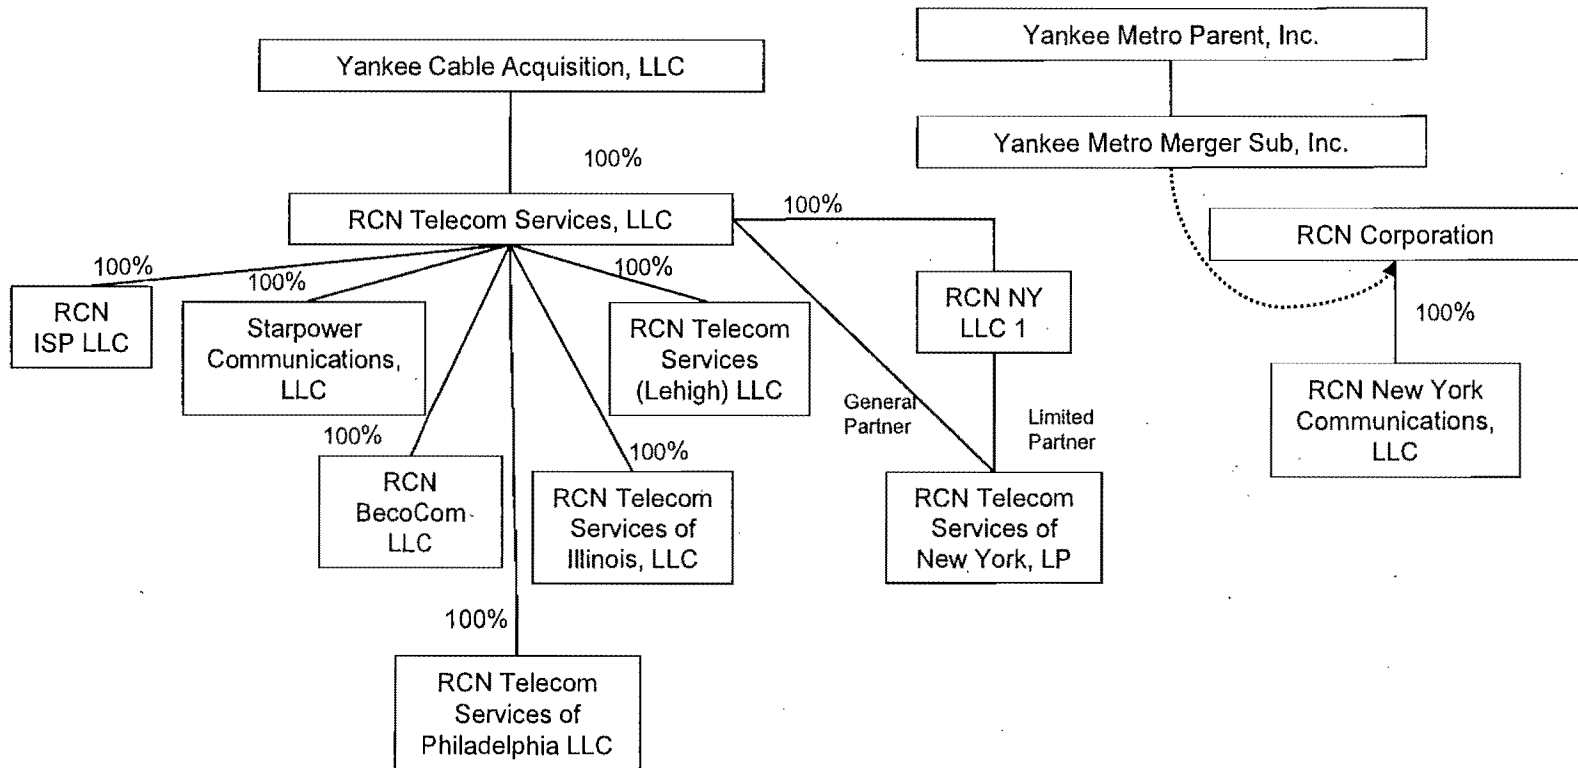 Yankee Cable Acquisition, LLC
Yankee Metro Parent, Inc.
Yankee Metro Merger Sub, Inc.
100%
RCN Telecom Services, LLC
100%
RCN Corporation
100%
100%
100%
RCN
ISP LLC
Starpower
Communications,
LLC
RCN Telecom
Services
(Lehigh) LLC
RCN NY
LLC 1
100%
General
Partner
Limited
Partner
RCN New York
Communications,
LLC
100%
100%
RCN
BecoCom
LLC
RCN Telecom
Services of
Illinois, LLC
RCN Telecom
Services of
New York, LP
100%
RCN Telecom
Services of
Philadelphia LLC